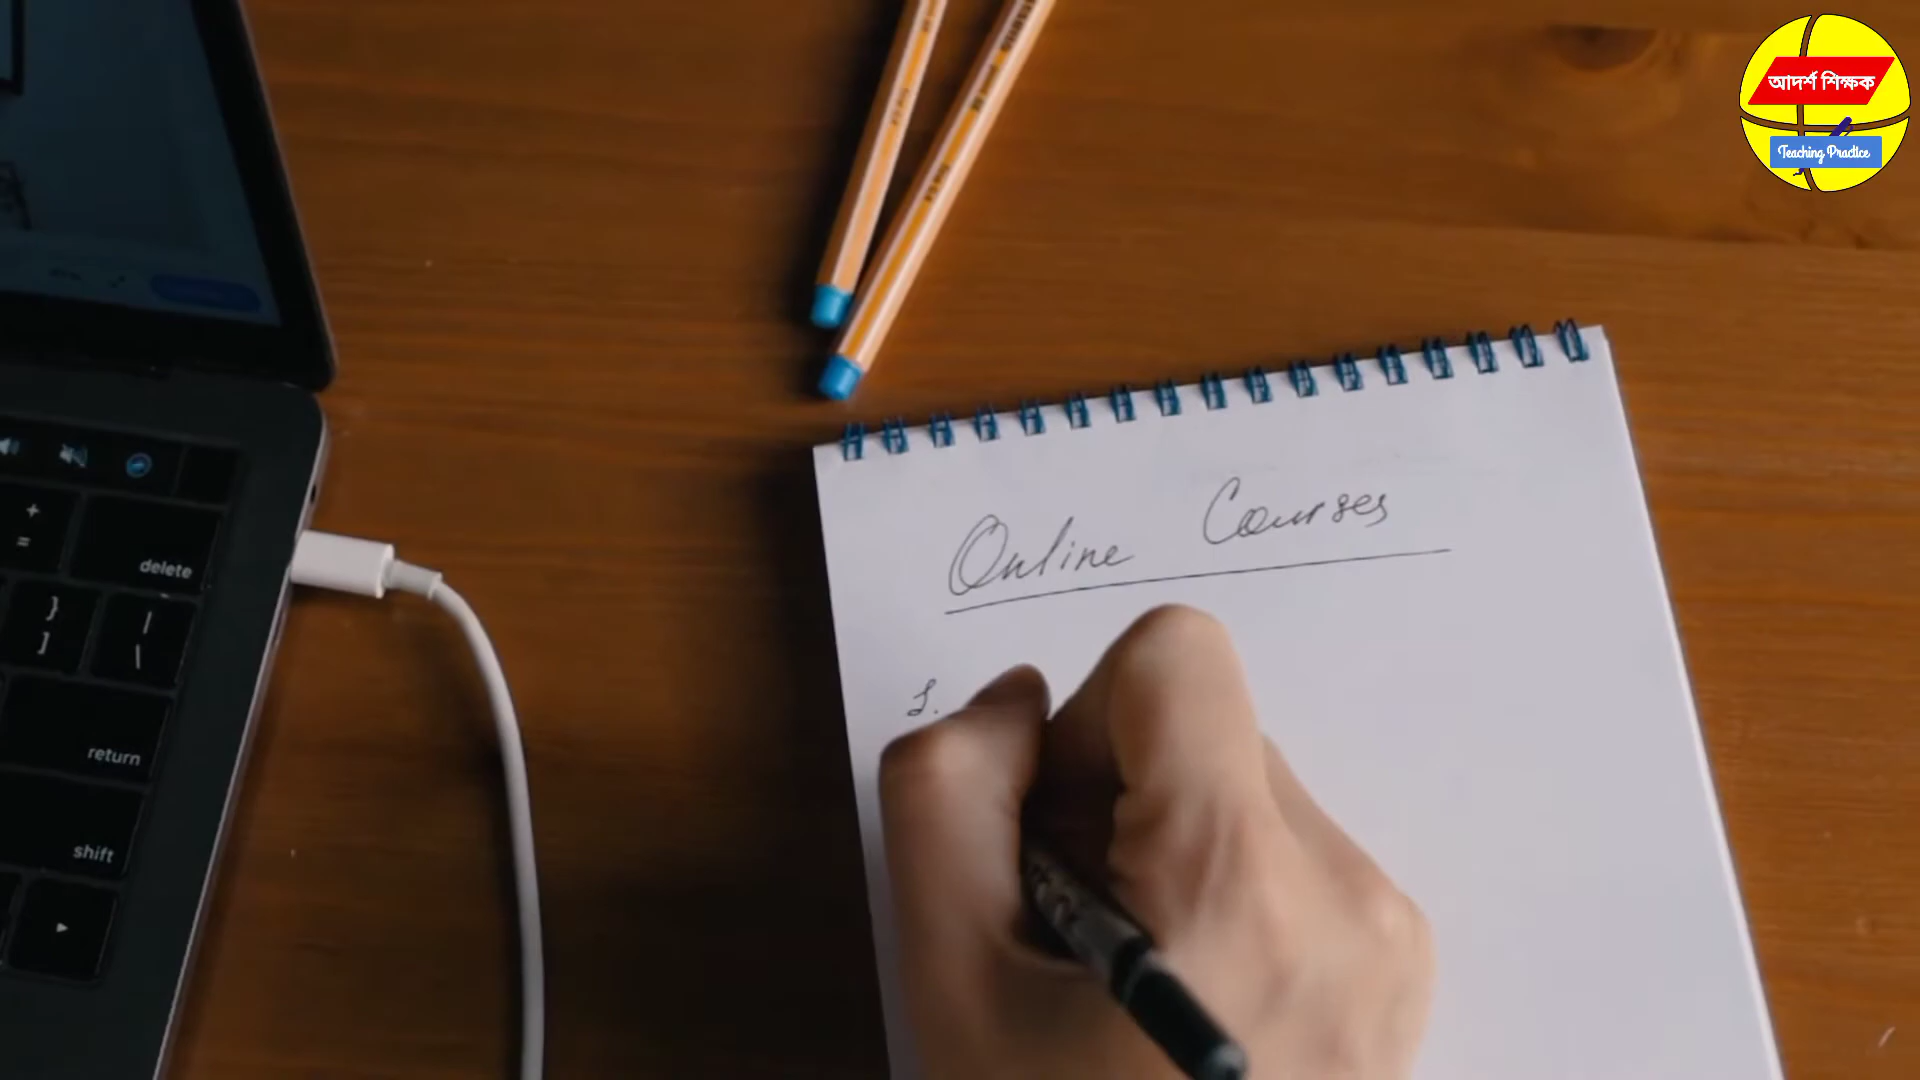 আদর্শ শিক্ষক
Teaching Practice
Online Courses
1.
+
=
delete
}
]
|
\
return
shift